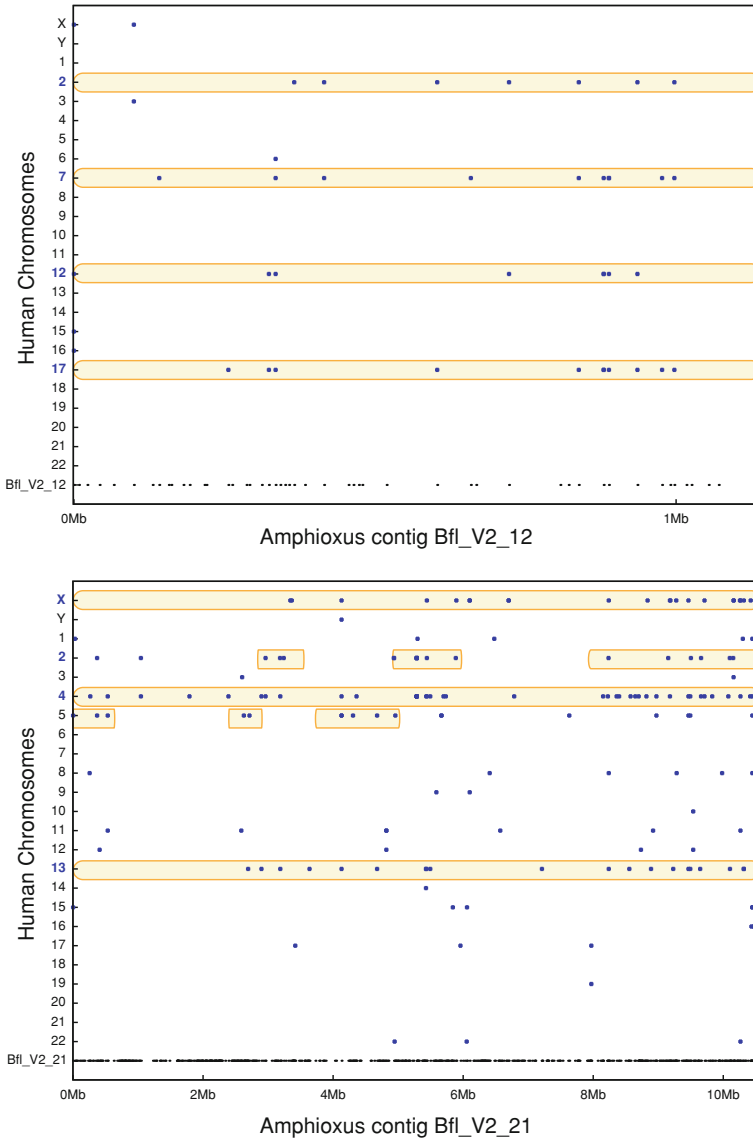 Human Chromosomes
X
Y
1
2
3
4
5
6
7
8
9
10
11
12
13
14
15
16
17
18
19
20
21
22
Bfl_V2_12
0Mb
1Mb
Amphioxus contig Bfl_V2_12
Human Chromosomes
X
Y
1
2
3
4
5
6
7
8
9
10
11
12
13
14
15
16
17
18
19
20
21
22
Bfl_V2_21
0Mb
2Mb
4Mb
6Mb
8Mb
10Mb
Amphioxus contig Bfl_V2_21